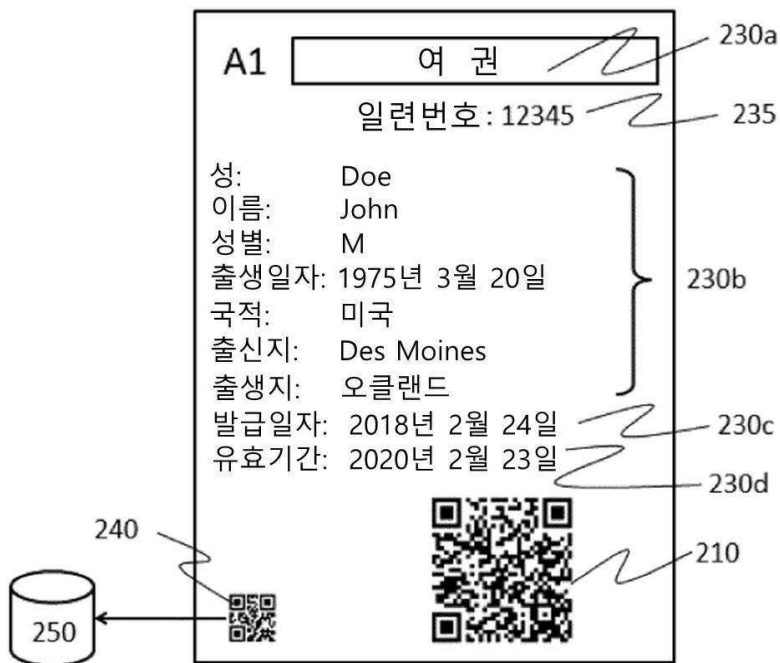 A1 여 권 230a
일련번호: 12345 235
성: Doe
이름: John
성별: M
출생일자: 1975년 3월 20일 230b
국적: 미국
출신지: Des Moines
출생지: 오클랜드
발급일자: 2018년 2월 24일 230c
유효기간: 2020년 2월 23일 230d
240 210
250